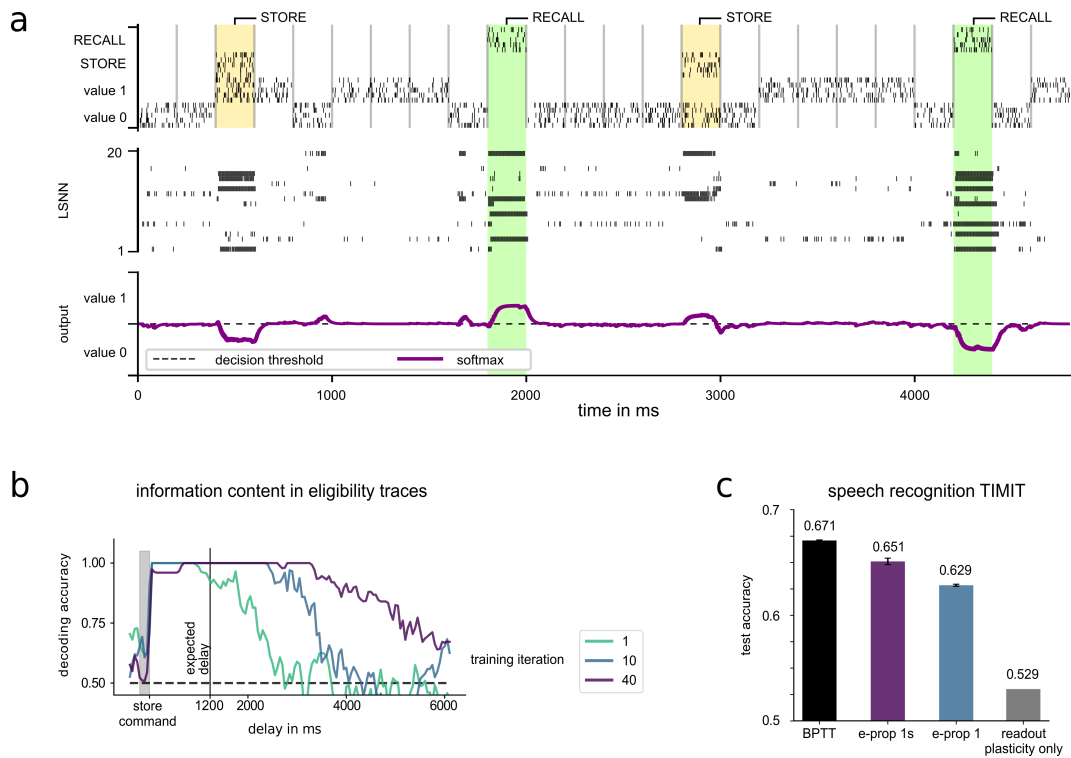 a
STORE
RECALL
STORE
RECALL
RECALL
STORE
value 1
value 0
LSNN
20
1
output
value 1
value 0
decision threshold
softmax
0
1000
2000
3000
4000
time in ms
b
information content in eligibility traces
decoding accuracy
1.00
0.75
0.50
expected
delay
store
command
1200
2000
4000
6000
delay in ms
training iteration
1
10
40
c
speech recognition TIMIT
test accuracy
0.7
0.6
0.5
0.671
0.651
0.629
0.529
BPTT
e-prop 1s
e-prop 1
readout
plasticity only